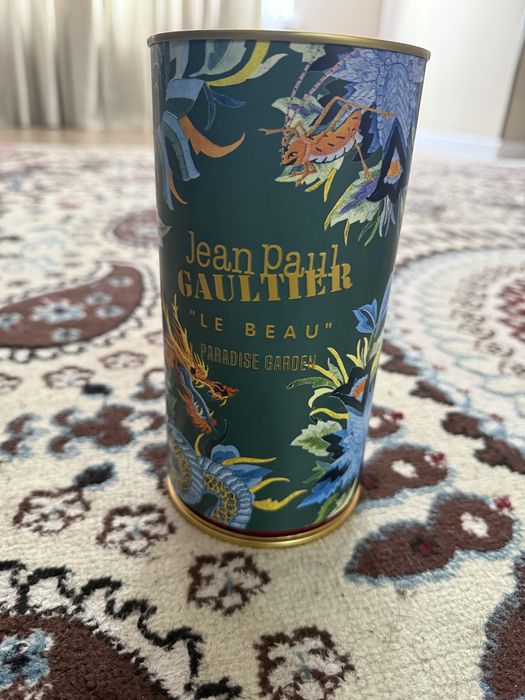 Jean Paul
GAULTIER
"LE BEAU"
PARADISE GARDEN